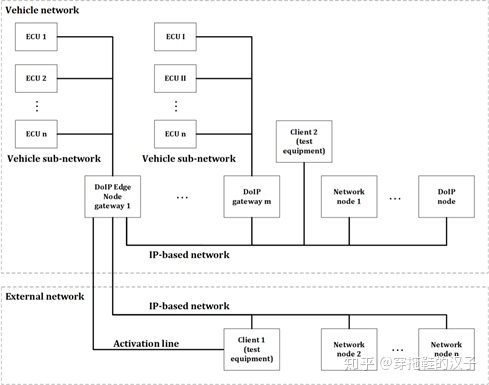 Vehicle network
ECU 1
ECU I
ECU 2
ECU II
ECU n
ECU n
Vehicle sub-network
Vehicle sub-network
Client 2
(test
equipment)
DoIP Edge
Node
gateway 1
...
DoIP
gateway m
Network
node 1
...
DoIP
node
IP-based network
External network
IP-based network
Activation line
Client 1
(test
equipment)
Network
node 2
...
Network
node n
知乎 @穿拖鞋的汉子